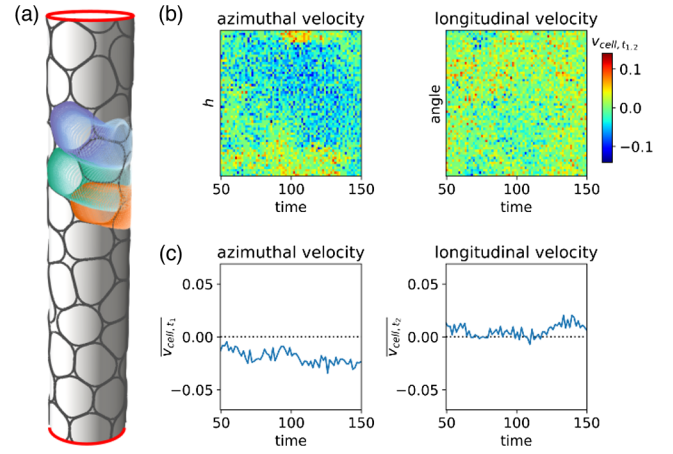 (a)
(b)
azimuthal velocity
longitudinal velocity
v_cell, t_1,2
h
angle
0.1
0.0
−0.1
50
100
150
time
50
100
150
time
(c)
azimuthal velocity
longitudinal velocity
v_cell, t_1
0.05
0.00
−0.05
50
100
150
time
v_cell, t_2
0.05
0.00
−0.05
50
100
150
time